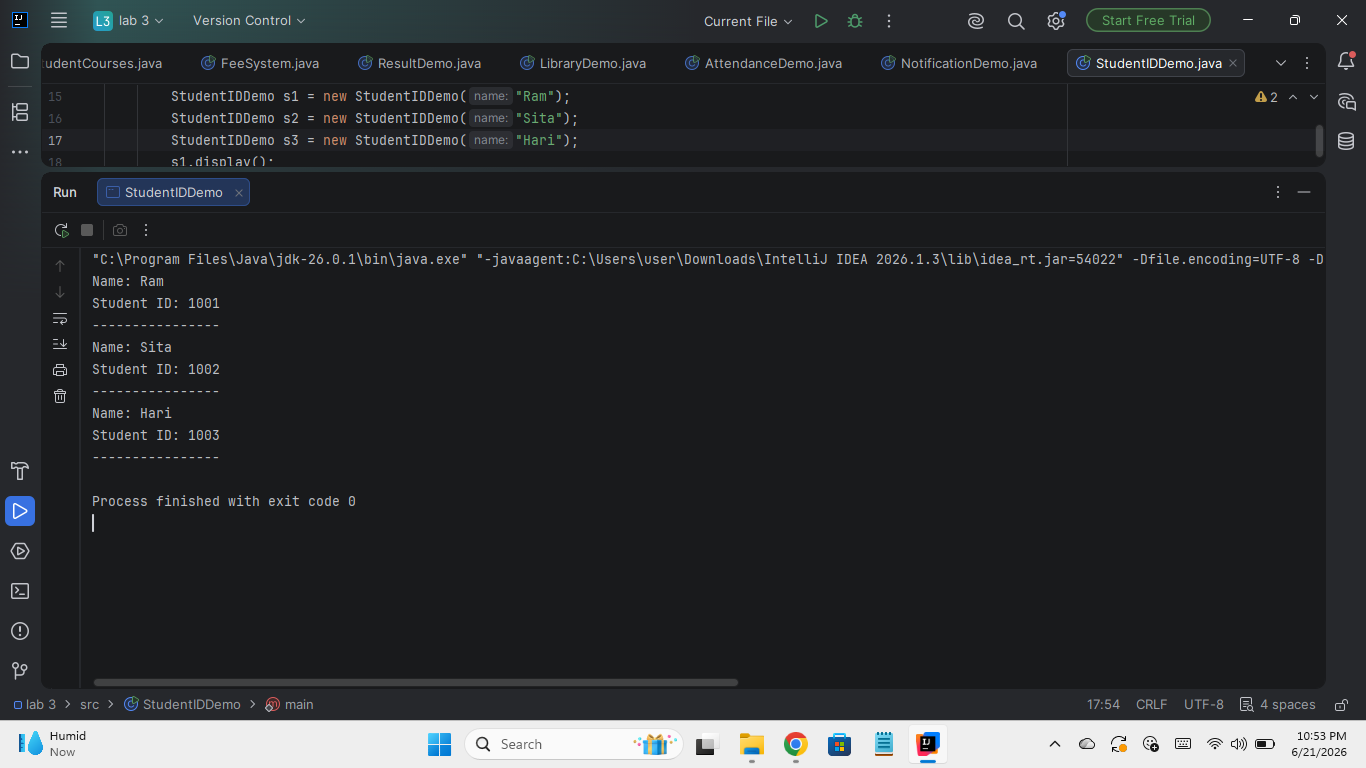 L3 lab 3 Version Control Current File Start Free Trial
udentCourses.java FeeSystem.java ResultDemo.java LibraryDemo.java AttendanceDemo.java NotificationDemo.java StudentIDDemo.java
15 StudentIDDemo s1 = new StudentIDDemo( name: "Ram"); 2
16 StudentIDDemo s2 = new StudentIDDemo( name: "Sita");
17 StudentIDDemo s3 = new StudentIDDemo( name: "Hari");
18 s1.display();
Run StudentIDDemo
"C:\Program Files\Java\jdk-26.0.1\bin\java.exe" "-javaagent:C:\Users\user\Downloads\IntelliJ IDEA 2026.1.3\lib\idea_rt.jar=54022" -Dfile.encoding=UTF-8 -D
Name: Ram
Student ID: 1001
----------------
Name: Sita
Student ID: 1002
----------------
Name: Hari
Student ID: 1003
----------------
Process finished with exit code 0
lab 3 > src > StudentIDDemo > main 17:54 CRLF UTF-8 4 spaces
Humid
Now
Search
10:53 PM
6/21/2026